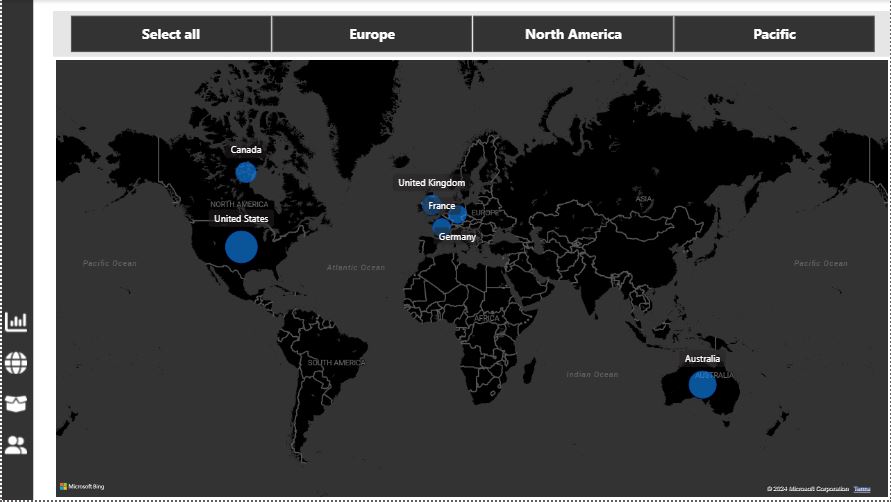 Select all
Europe
North America
Pacific
Canada
United Kingdom
NORTH AMERICA
France
EUROPE
ASIA
United States
Germany
Pacific Ocean
Atlantic Ocean
Pacific Ocean
AFRICA
SOUTH AMERICA
Australia
Indian Ocean
AUSTRALIA
Microsoft Bing
© 2024 Microsoft Corporation Terms